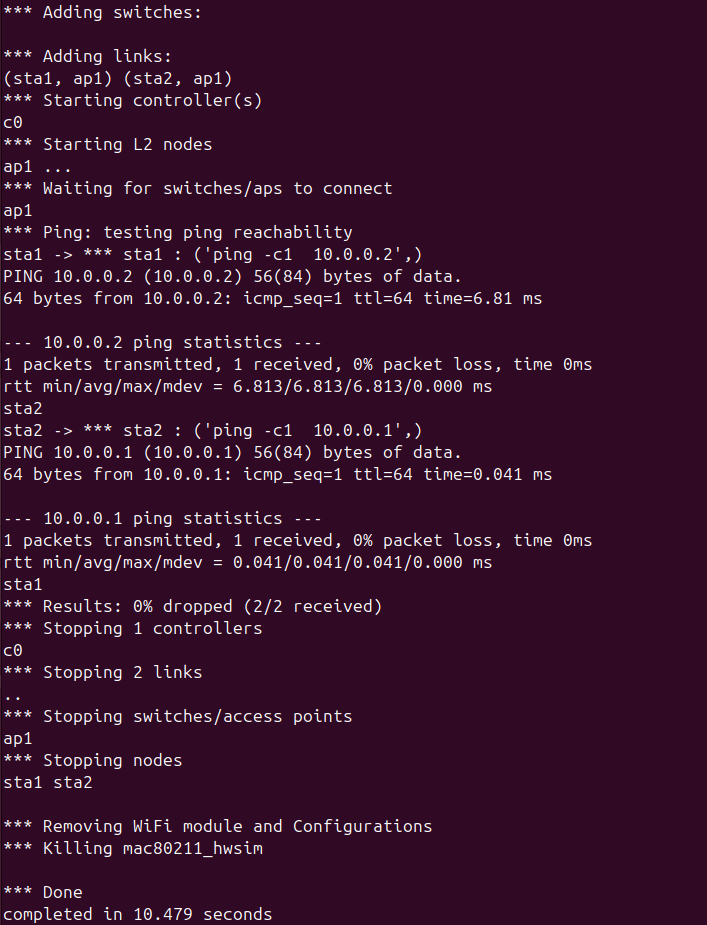 *** Adding switches:
*** Adding links:
(sta1, ap1) (sta2, ap1)
*** Starting controller(s)
c0
*** Starting L2 nodes
ap1 ...
*** Waiting for switches/aps to connect
ap1
*** Ping: testing ping reachability
sta1 -> *** sta1 : ('ping -c1  10.0.0.2',)
PING 10.0.0.2 (10.0.0.2) 56(84) bytes of data.
64 bytes from 10.0.0.2: icmp_seq=1 ttl=64 time=6.81 ms
--- 10.0.0.2 ping statistics ---
1 packets transmitted, 1 received, 0% packet loss, time 0ms
rtt min/avg/max/mdev = 6.813/6.813/6.813/0.000 ms
sta2
sta2 -> *** sta2 : ('ping -c1  10.0.0.1',)
PING 10.0.0.1 (10.0.0.1) 56(84) bytes of data.
64 bytes from 10.0.0.1: icmp_seq=1 ttl=64 time=0.041 ms
--- 10.0.0.1 ping statistics ---
1 packets transmitted, 1 received, 0% packet loss, time 0ms
rtt min/avg/max/mdev = 0.041/0.041/0.041/0.000 ms
sta1
*** Results: 0% dropped (2/2 received)
*** Stopping 1 controllers
c0
*** Stopping 2 links
..
*** Stopping switches/access points
ap1
*** Stopping nodes
sta1 sta2
*** Removing WiFi module and Configurations
*** Killing mac80211_hwsim
*** Done
completed in 10.479 seconds